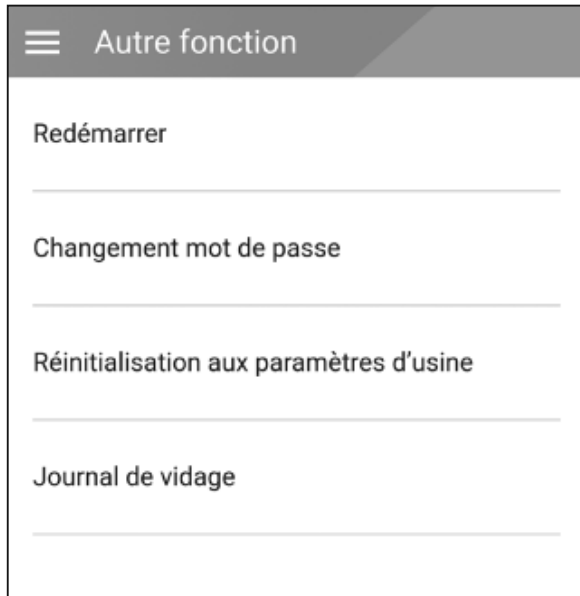 Autre fonction
Redémarrer
Changement mot de passe
Réinitialisation aux paramètres d’usine
Journal de vidage